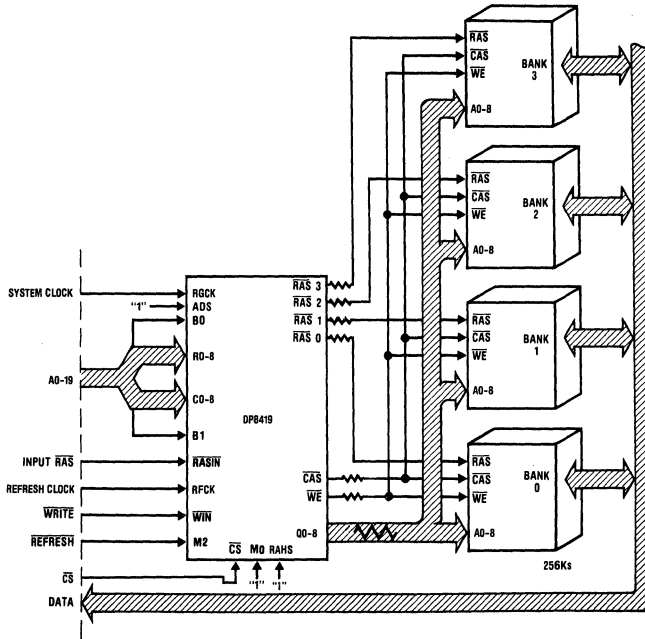 RAS
CAS
WE
A0-8
BANK
3
RAS
CAS
WE
A0-8
BANK
2
RAS
CAS
WE
A0-8
BANK
1
RAS
CAS
WE
A0-8
BANK
0
256Ks
SYSTEM CLOCK
"1"
A0-19
INPUT RAS
REFRESH CLOCK
WRITE
REFRESH
CS
DATA
RGCK
ADS
B0
R0-8
C0-8
B1
RASIN
RFCK
WIN
M2
DP8419
RAS 3
RAS 2
RAS 1
RAS 0
CAS
WE
Q0-8
CS M0 RAHS
"1" "1"